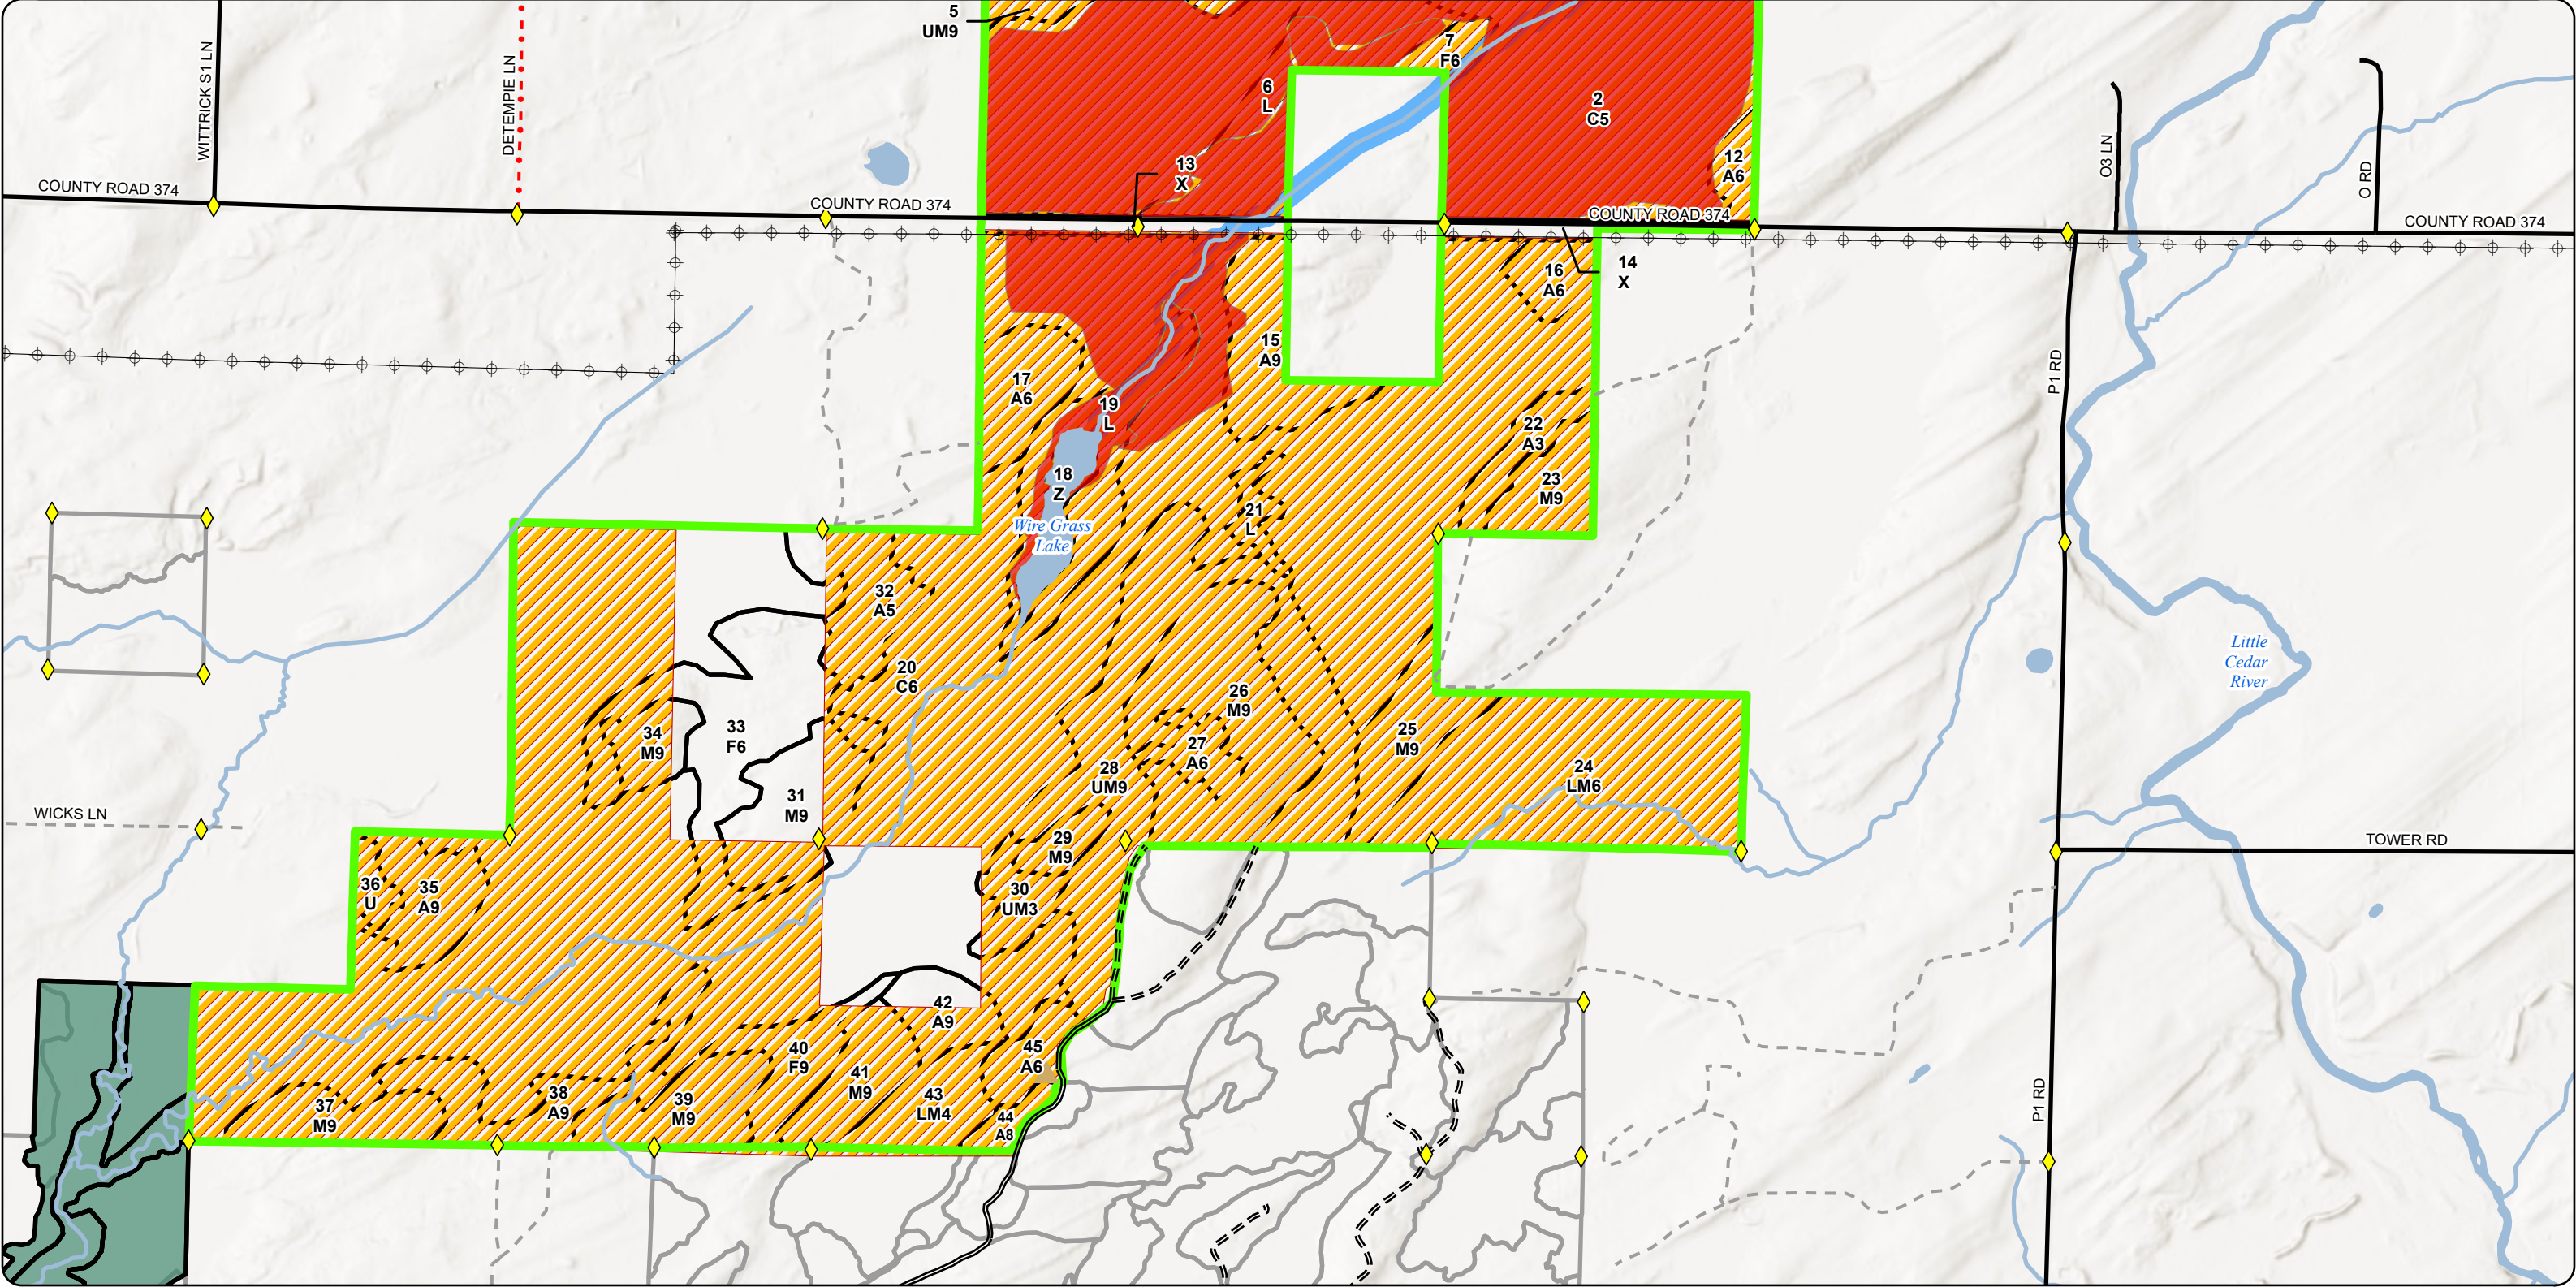 5
UM9
7
F6
6
L
2
C5
WITTRICK S1 LN
DETEMPIE LN
12
A6
13
X
O3 LN
O RD
COUNTY ROAD 374
COUNTY ROAD 374
COUNTY ROAD 374
COUNTY ROAD 374
14
X
16
A6
15
A9
17
A6
P1 RD
19
L
22
A3
18
Z
23
M9
21
L
Wire Grass
Lake
32
A5
20
C6
Little
Cedar
River
26
M9
34
M9
33
F6
25
M9
27
A6
28
UM9
24
LM6
31
M9
WICKS LN
29
M9
TOWER RD
36
U
35
A9
30
UM3
42
A9
40
F9
45
A6
41
M9
P1 RD
38
A9
43
LM4
39
M9
37
M9
44
A8